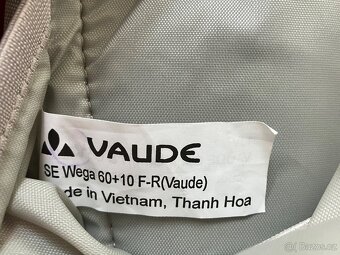 VAUDE
SE Wega 60+10 F-R(Vaude)
de in Vietnam, Thanh Hoa